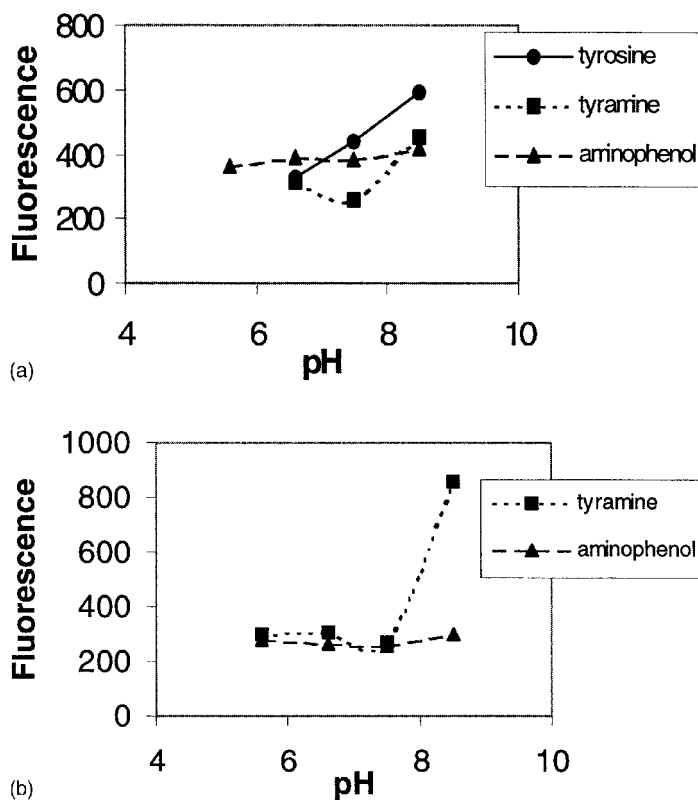 800
600
400
200
0
Fluorescence
4 6 8 10
pH
tyrosine
tyramine
aminophenol
(a)
1000
800
600
400
200
0
Fluorescence
4 6 8 10
pH
tyramine
aminophenol
(b)